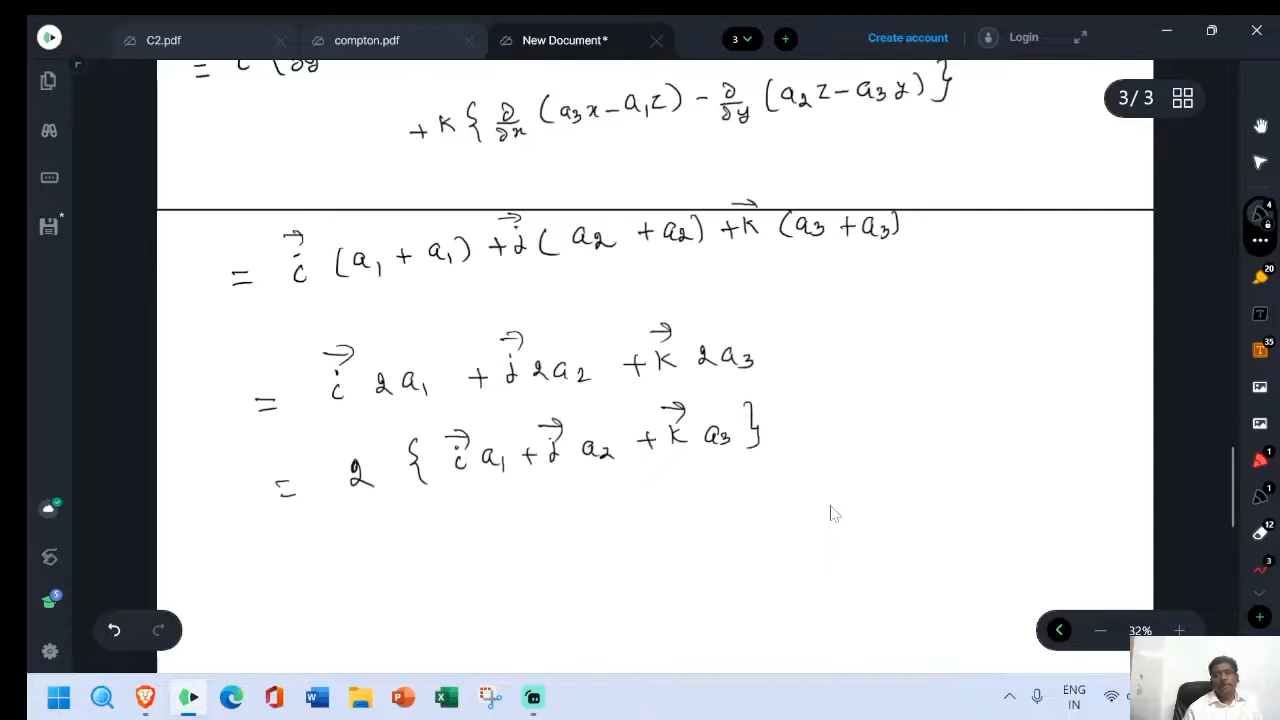 C2.pdf compton.pdf New Document* 3 Create account Login
3/3
+ k { ∂/∂x (a₃x − a₁z) − ∂/∂y (a₂z − a₃y) }
= i⃗ (a₁ + a₁) + j⃗ (a₂ + a₂) + k⃗ (a₃ + a₃)
= i⃗ 2a₁ + j⃗ 2a₂ + k⃗ 2a₃
= 2 { i⃗ a₁ + j⃗ a₂ + k⃗ a₃ }
ENG
IN